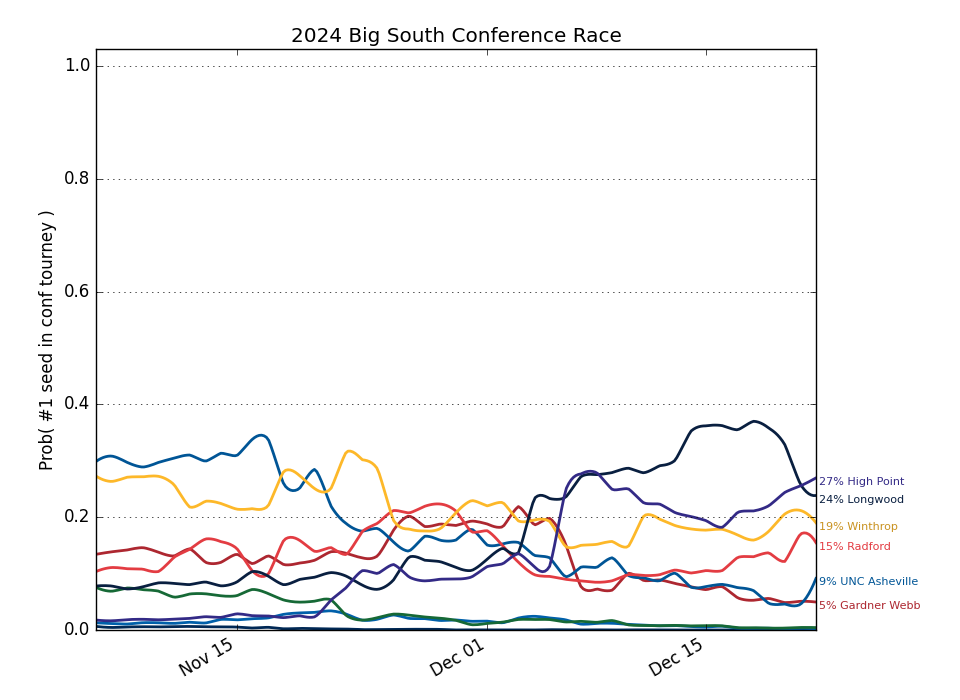 2024 Big South Conference Race
Prob( #1 seed in conf tourney )
1.0
0.8
0.6
0.4
0.2
0.0
Nov 15
Dec 01
Dec 15
27% High Point
24% Longwood
19% Winthrop
15% Radford
9% UNC Asheville
5% Gardner Webb